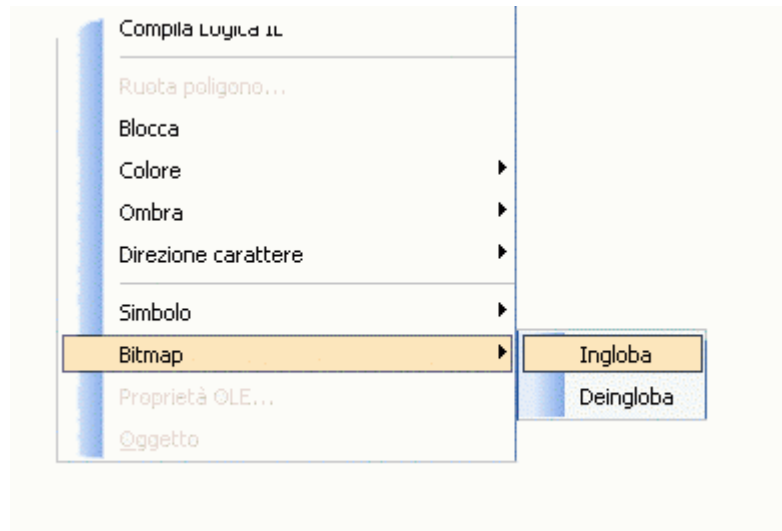 Compila Logica IL
Ruota poligono...
Blocca
Colore
Ombra
Direzione carattere
Simbolo
Bitmap
Ingloba
Deingloba
Proprietà OLE...
Oggetto